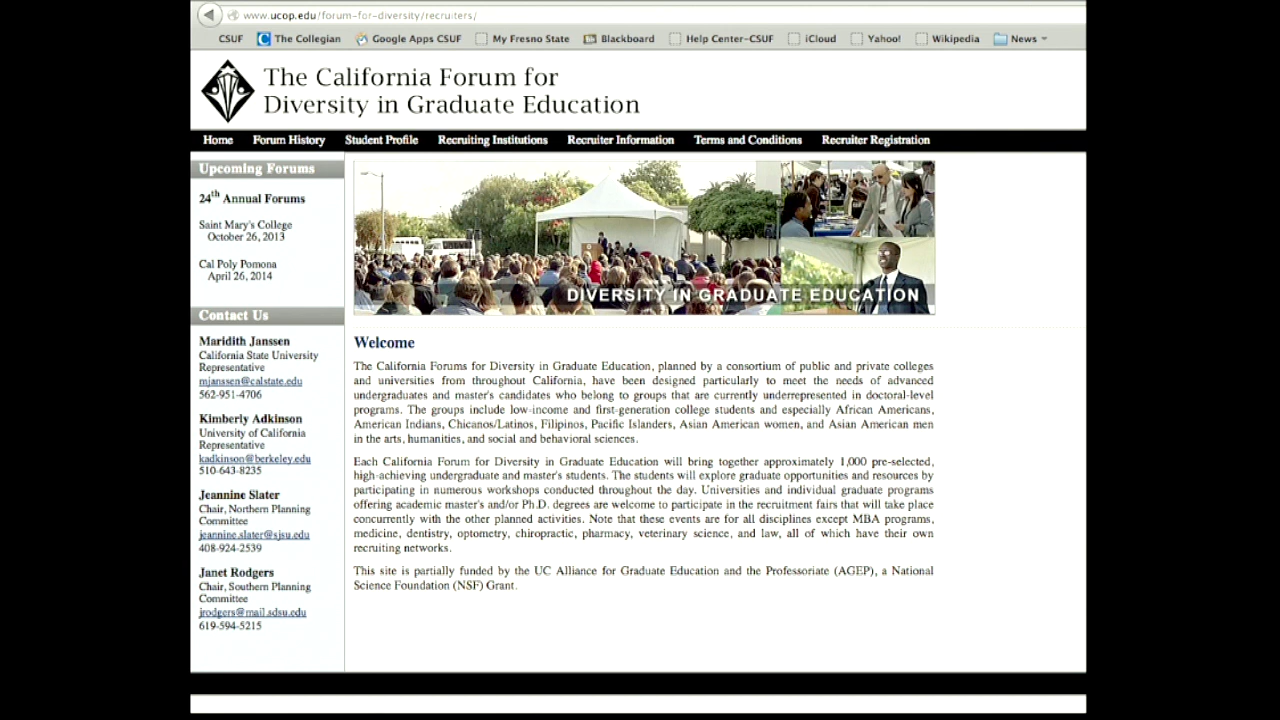 www.ucop.edu/forum-for-diversity/recruiters/
CSUF The Collegian Google Apps CSUF My Fresno State Blackboard Help Center-CSUF iCloud Yahoo! Wikipedia News
The California Forum for
Diversity in Graduate Education
Home Forum History Student Profile Recruiting Institutions Recruiter Information Terms and Conditions Recruiter Registration
Upcoming Forums
24th Annual Forums
Saint Mary's College
October 26, 2013
Cal Poly Pomona
April 26, 2014
Contact Us
Maridith Janssen
California State University
Representative
mjanssen@calstate.edu
562-951-4706
Kimberly Adkinson
University of California
Representative
kadkinson@berkeley.edu
510-643-8235
Jeannine Slater
Chair, Northern Planning
Committee
jeannine.slater@sjsu.edu
408-924-2539
Janet Rodgers
Chair, Southern Planning
Committee
jrodgers@mail.sdsu.edu
619-594-5215
DIVERSITY IN GRADUATE EDUCATION
Welcome
The California Forums for Diversity in Graduate Education, planned by a consortium of public and private colleges
and universities from throughout California, have been designed particularly to meet the needs of advanced
undergraduates and master's candidates who belong to groups that are currently underrepresented in doctoral-level
programs. The groups include low-income and first-generation college students and especially African Americans,
American Indians, Chicanos/Latinos, Filipinos, Pacific Islanders, Asian American women, and Asian American men
in the arts, humanities, and social and behavioral sciences.
Each California Forum for Diversity in Graduate Education will bring together approximately 1,000 pre-selected,
high-achieving undergraduate and master's students. The students will explore graduate opportunities and resources by
participating in numerous workshops conducted throughout the day. Universities and individual graduate programs
offering academic master's and/or Ph.D. degrees are welcome to participate in the recruitment fairs that will take place
concurrently with the other planned activities. Note that these events are for all disciplines except MBA programs,
medicine, dentistry, optometry, chiropractic, pharmacy, veterinary science, and law, all of which have their own
recruiting networks.
This site is partially funded by the UC Alliance for Graduate Education and the Professoriate (AGEP), a National
Science Foundation (NSF) Grant.